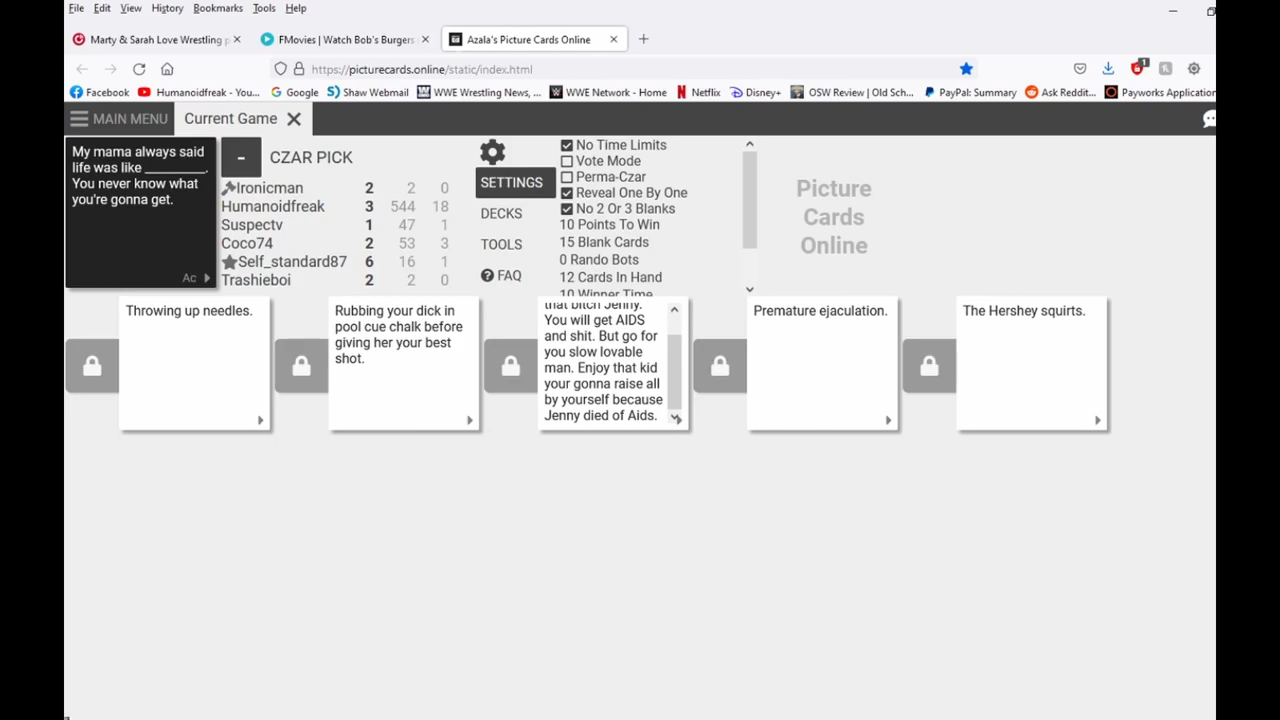 File Edit View History Bookmarks Tools Help
Marty & Sarah Love Wrestling p
FMovies | Watch Bob's Burgers
Azala's Picture Cards Online
https://picturecards.online/static/index.html
1
Facebook
Humanoidfreak - You...
Google
Shaw Webmail
WWE Wrestling News, ...
WWE Network - Home
Netflix
Disney+
OSW Review | Old Sch...
PayPal: Summary
Ask Reddit...
Payworks Application
MAIN MENU
Current Game
My mama always said
life was like ________.
You never know what
you're gonna get.
Ac
-
CZAR PICK
Ironicman 2 2 0
Humanoidfreak 3 544 18
Suspectv 1 47 1
Coco74 2 53 3
Self_standard87 6 16 1
Trashieboi 2 2 0
SETTINGS
DECKS
TOOLS
FAQ
No Time Limits
Vote Mode
Perma-Czar
Reveal One By One
No 2 Or 3 Blanks
10 Points To Win
15 Blank Cards
0 Rando Bots
12 Cards In Hand
10 Winner Time
Picture
Cards
Online
Throwing up needles.
Rubbing your dick in
pool cue chalk before
giving her your best
shot.
that bitch Jenny.
You will get AIDS
and shit. But go for
you slow lovable
man. Enjoy that kid
your gonna raise all
by yourself because
Jenny died of Aids.
Premature ejaculation.
The Hershey squirts.